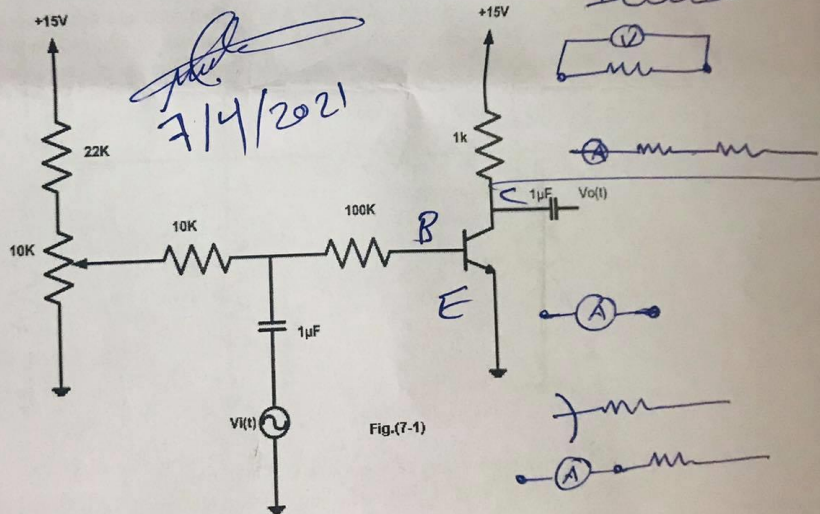 +15V
+15V
7/4/2021
V
22K
1k
A
C
1µF
Vo(t)
10K
100K
B
10K
E
A
1µF
Vi(t)
Fig.(7-1)
A